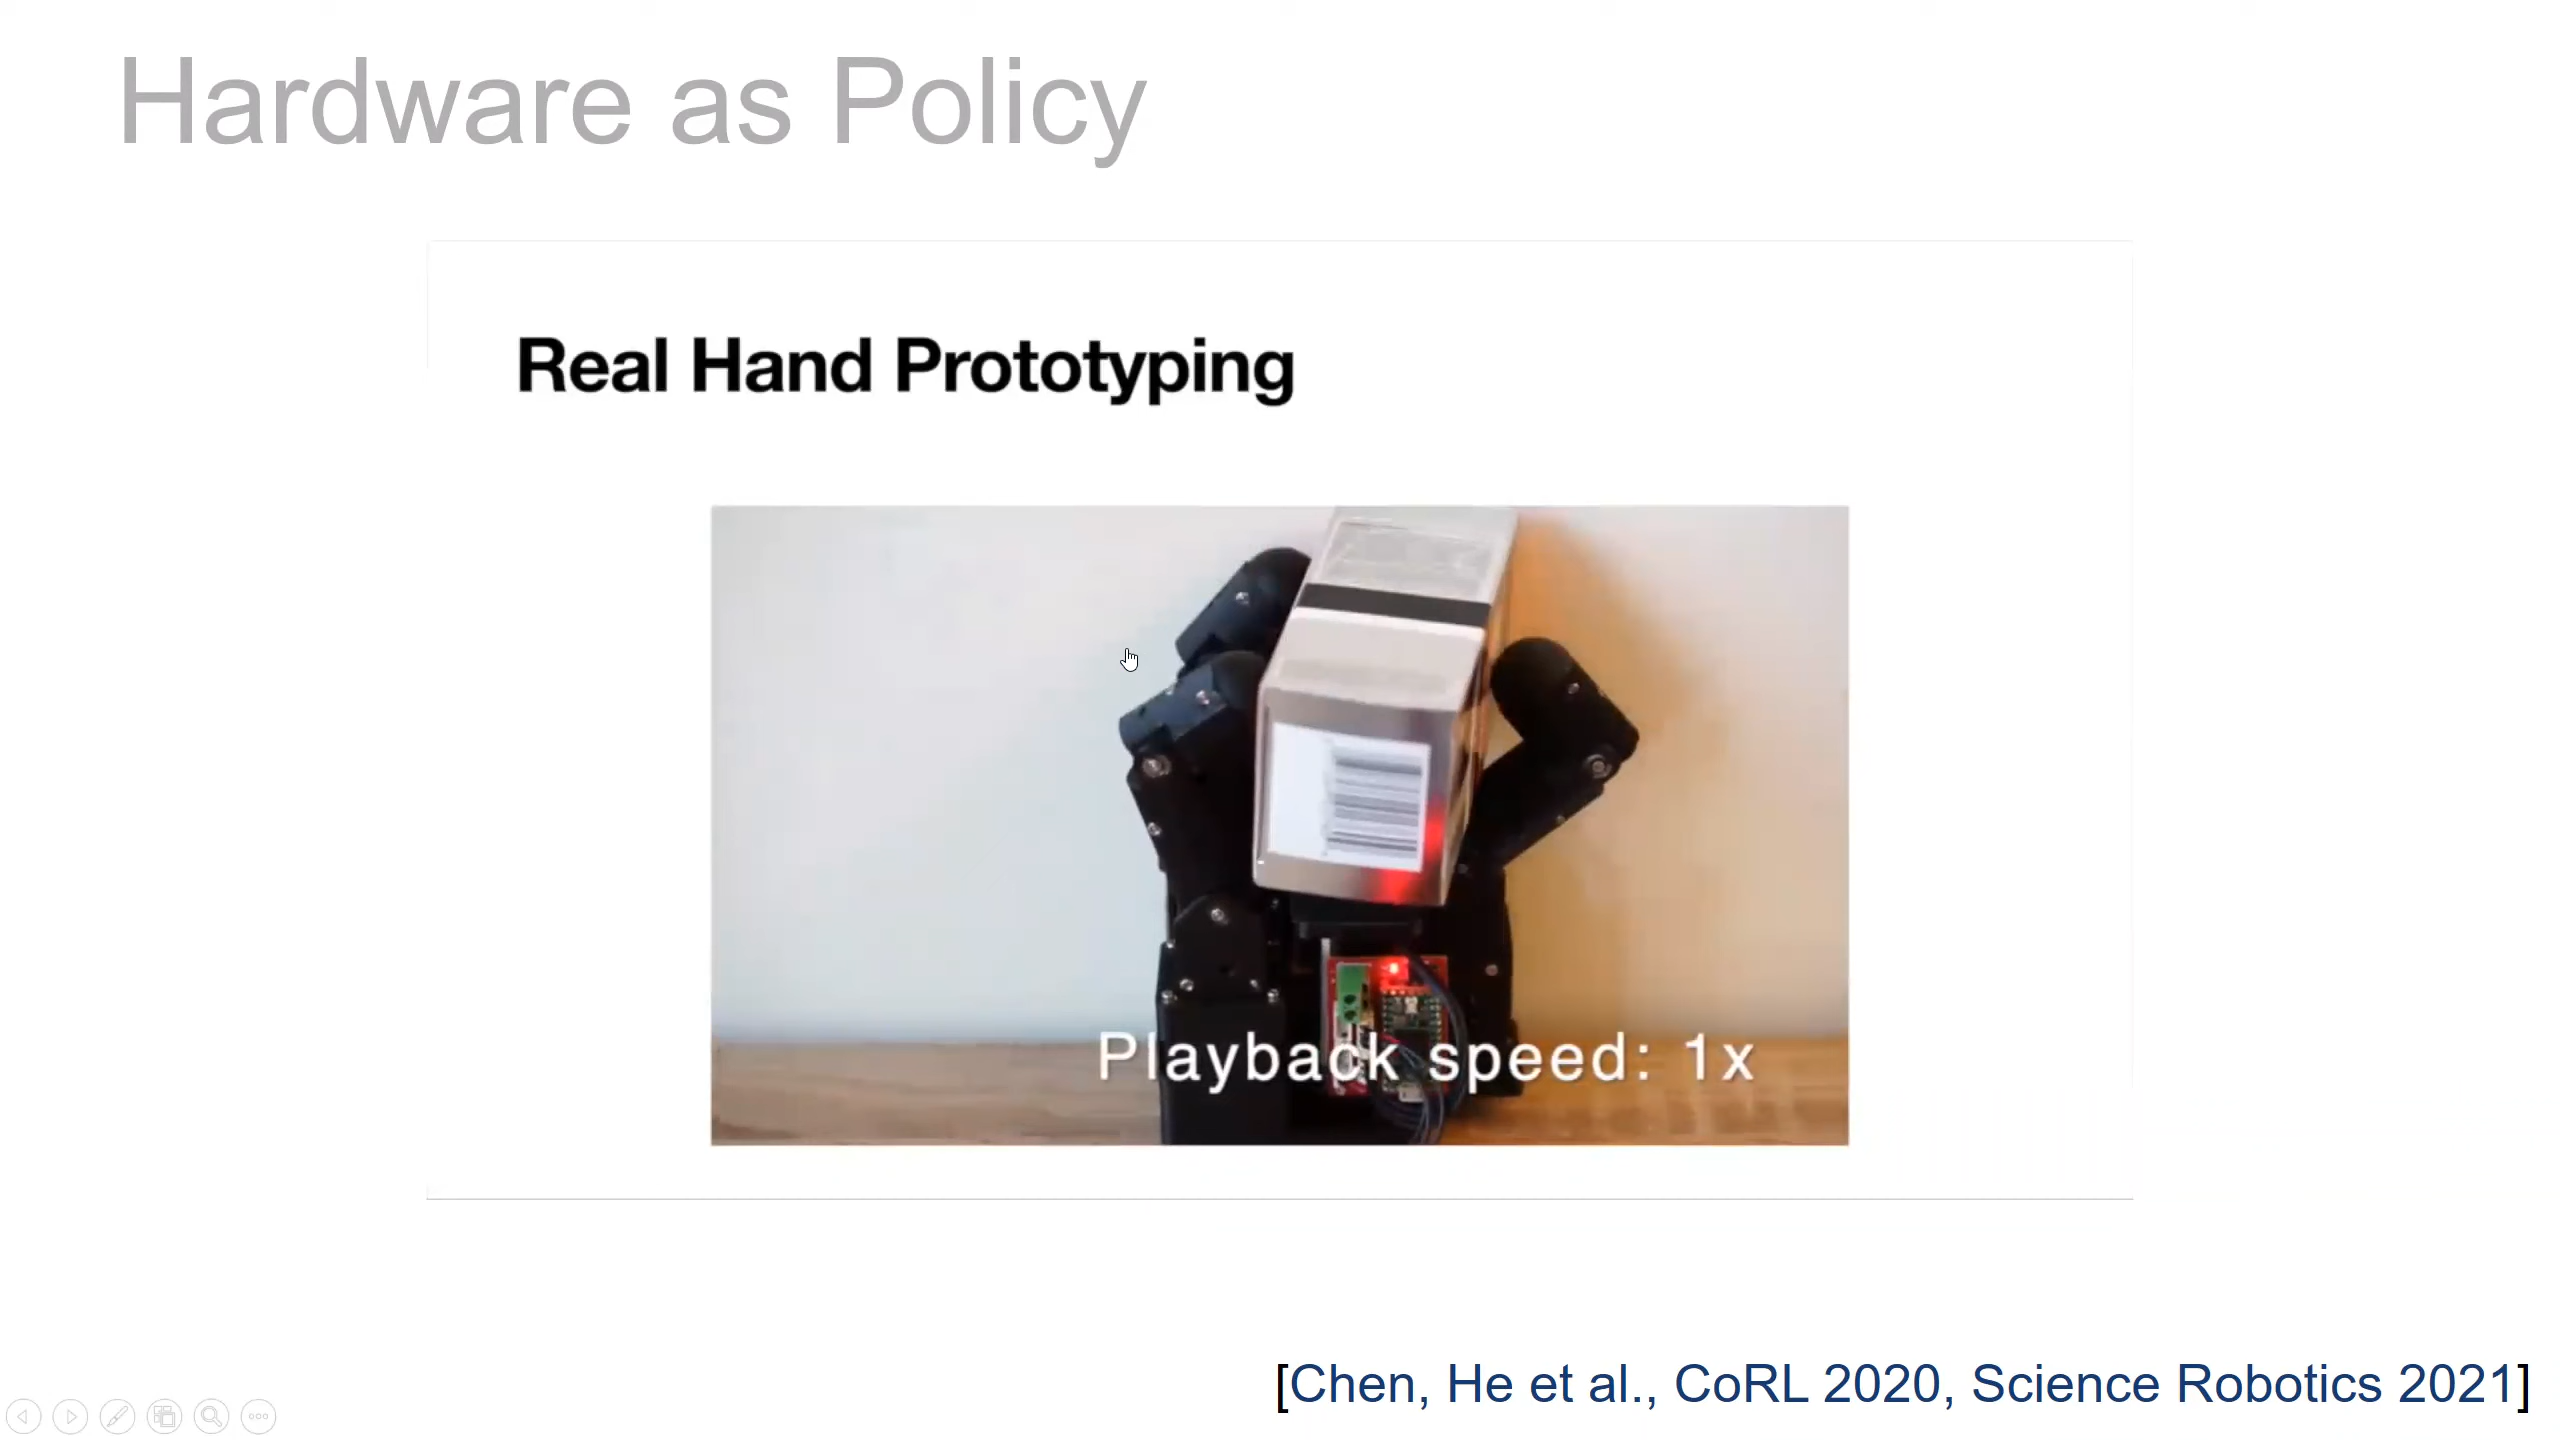 Hardware as Policy
Real Hand Prototyping
Playback speed: 1x
[Chen, He et al., CoRL 2020, Science Robotics 2021]